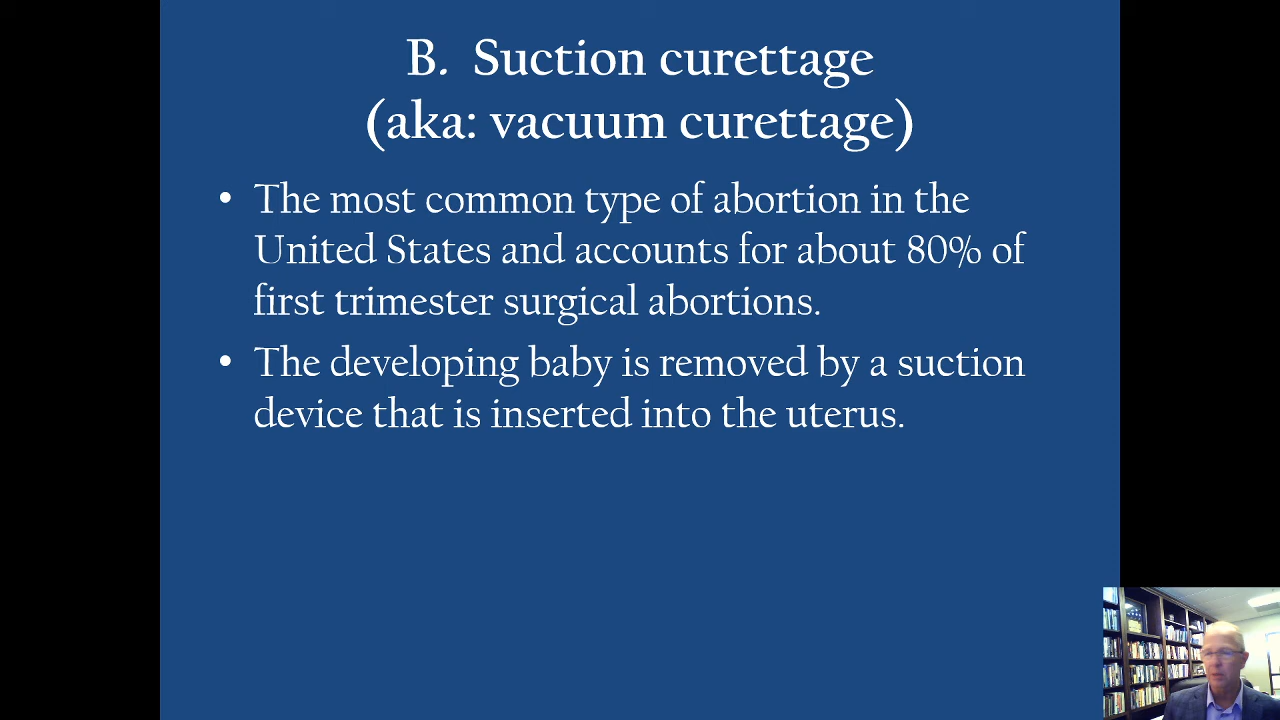 B. Suction curettage
(aka: vacuum curettage)
• The most common type of abortion in the
United States and accounts for about 80% of
first trimester surgical abortions.
• The developing baby is removed by a suction
device that is inserted into the uterus.